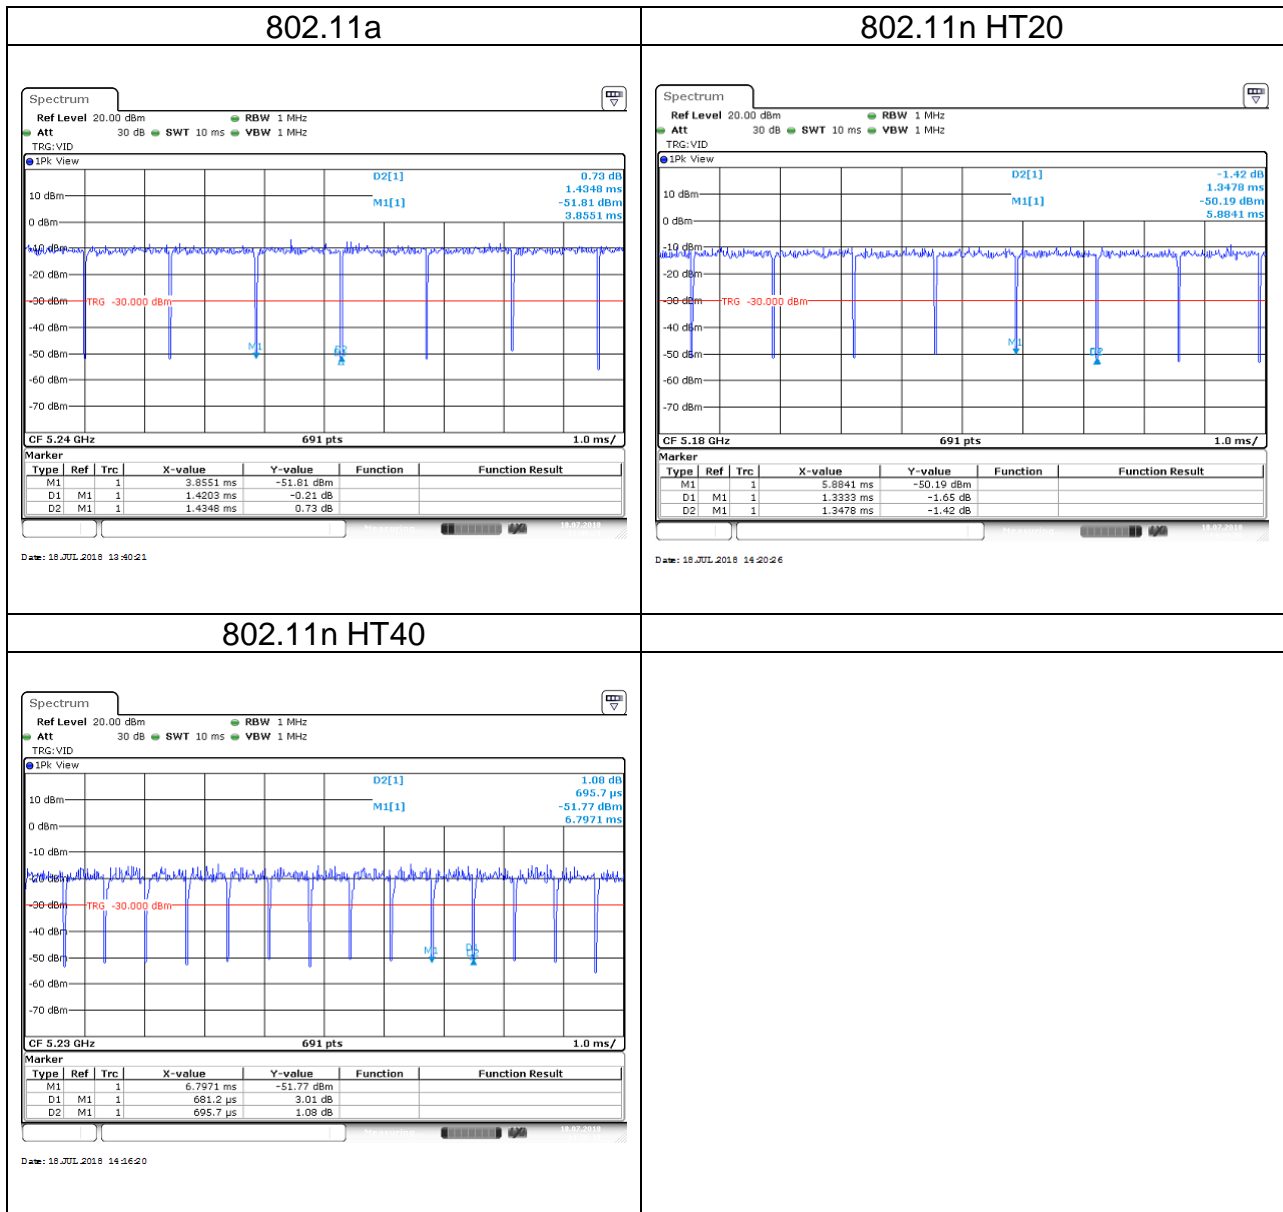 802.11a
802.11n HT20
Spectrum
Ref Level 20.00 dBm RBW 1 MHz
Att 30 dB SWT 10 ms VBW 1 MHz
TRG:VID
1Pk View
D2[1] 0.73 dB
1.4348 ms
M1[1] -51.81 dBm
3.8551 ms
10 dBm
0 dBm
-10 dBm
-20 dBm
-30 dBm TRG -30.000 dBm
-40 dBm
M1
-50 dBm
-60 dBm
-70 dBm
CF 5.24 GHz 691 pts 1.0 ms/
Marker
Type Ref Trc X-value Y-value Function Function Result
M1 1 3.8551 ms -51.81 dBm
D1 M1 1 1.4203 ms -0.21 dB
D2 M1 1 1.4348 ms 0.73 dB
18.07.2018
Date: 18.JUL.2018 13:40:21
Spectrum
Ref Level 20.00 dBm RBW 1 MHz
Att 30 dB SWT 10 ms VBW 1 MHz
TRG:VID
1Pk View
D2[1] -1.42 dB
1.3478 ms
M1[1] -50.19 dBm
5.8841 ms
10 dBm
0 dBm
-10 dBm
-20 dBm
-30 dBm TRG -30.000 dBm
-40 dBm
M1
-50 dBm
-60 dBm
-70 dBm
CF 5.18 GHz 691 pts 1.0 ms/
Marker
Type Ref Trc X-value Y-value Function Function Result
M1 1 5.8841 ms -50.19 dBm
D1 M1 1 1.3333 ms -1.65 dB
D2 M1 1 1.3478 ms -1.42 dB
18.07.2018
Date: 18.JUL.2018 14:20:26
802.11n HT40
Spectrum
Ref Level 20.00 dBm RBW 1 MHz
Att 30 dB SWT 10 ms VBW 1 MHz
TRG:VID
1Pk View
D2[1] 1.08 dB
695.7 µs
M1[1] -51.77 dBm
6.7971 ms
10 dBm
0 dBm
-10 dBm
-20 dBm
-30 dBm TRG -30.000 dBm
-40 dBm
M1 D1
-50 dBm
-60 dBm
-70 dBm
CF 5.23 GHz 691 pts 1.0 ms/
Marker
Type Ref Trc X-value Y-value Function Function Result
M1 1 6.7971 ms -51.77 dBm
D1 M1 1 681.2 µs 3.01 dB
D2 M1 1 695.7 µs 1.08 dB
18.07.2018
Date: 18.JUL.2018 14:16:20